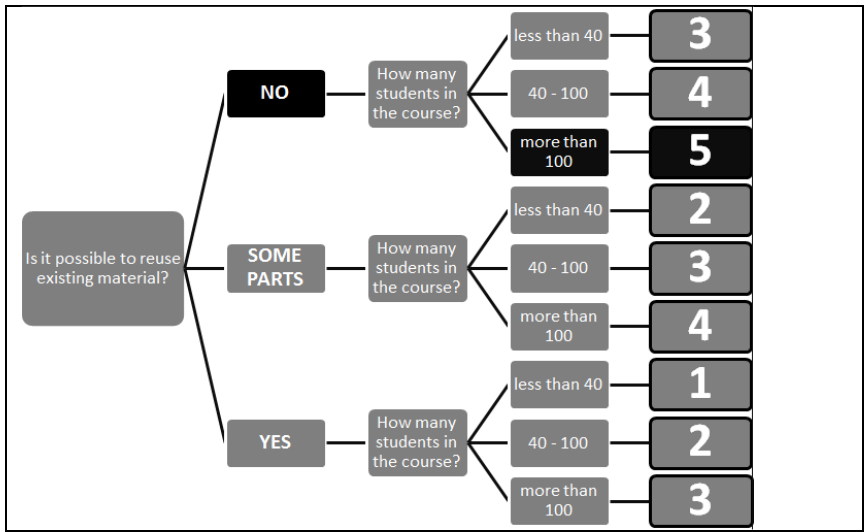 Is it possible to reuse
existing material?
NO
How many
students in
the course?
less than 40
3
40 - 100
4
more than
100
5
SOME
PARTS
How many
students in
the course?
less than 40
2
40 - 100
3
more than
100
4
YES
How many
students in
the course?
less than 40
1
40 - 100
2
more than
100
3